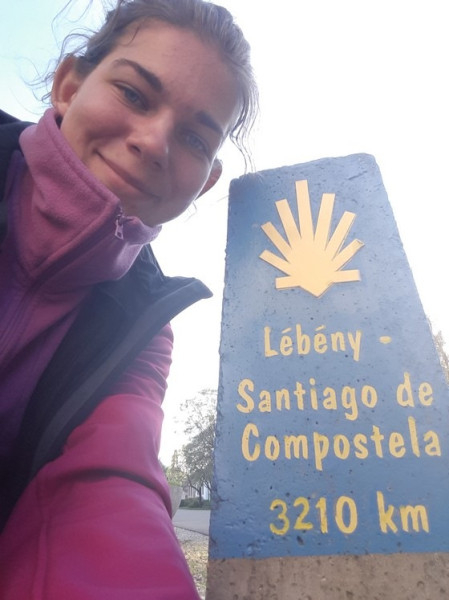 Lébény -
Santiago de
Compostela
3210 km